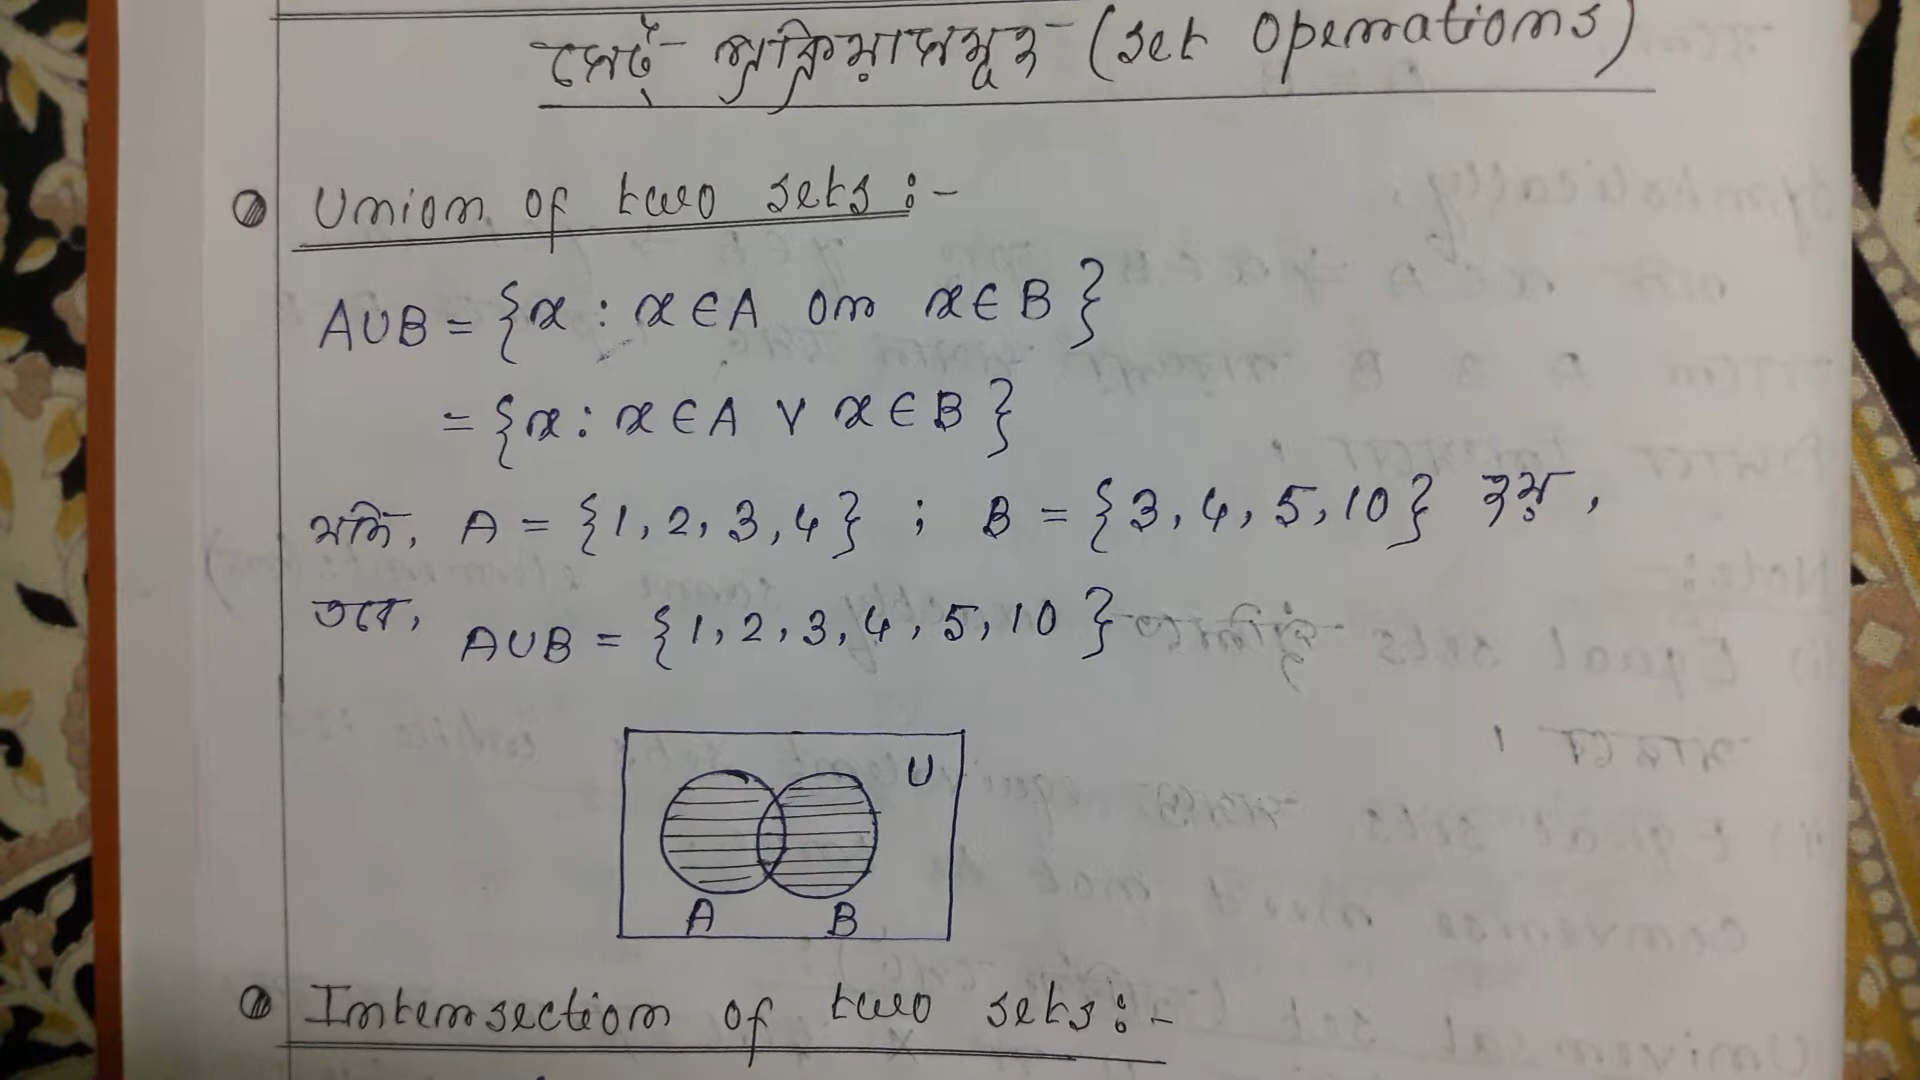 সেট্ প্রক্রিয়াসমূহ (set operations)
Union of two sets :-
A∪B = {x : x ∈ A or x ∈ B}
= {x : x ∈ A ∨ x ∈ B}
যদি, A = {1, 2, 3, 4} ; B = {3, 4, 5, 10} হয়,
তবে, A∪B = {1, 2, 3, 4, 5, 10}
U
A B
Intersection of two sets :-